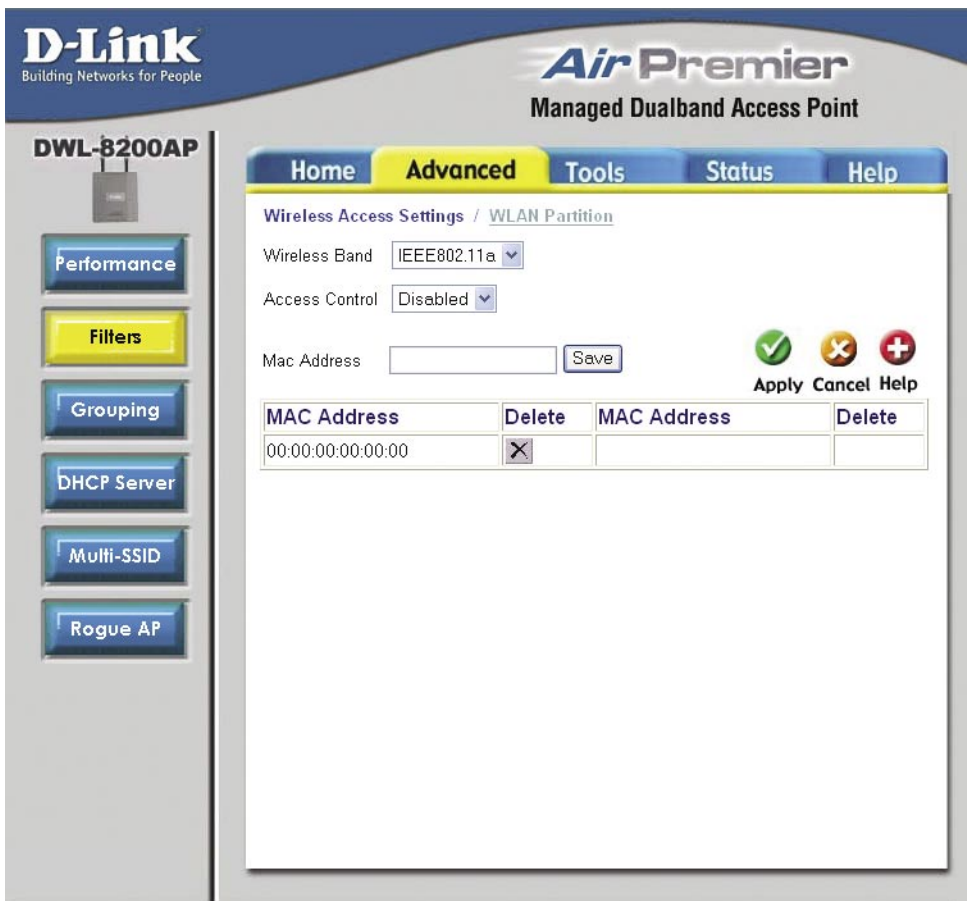 D-Link
Building Networks for People
Air Premier
Managed Dualband Access Point
DWL-8200AP
Home Advanced Tools Status Help
Wireless Access Settings / WLAN Partition
Wireless Band IEEE802.11a
Access Control Disabled
Mac Address Save
Apply Cancel Help
MAC Address Delete MAC Address Delete
00:00:00:00:00:00
Performance
Filters
Grouping
DHCP Server
Multi-SSID
Rogue AP